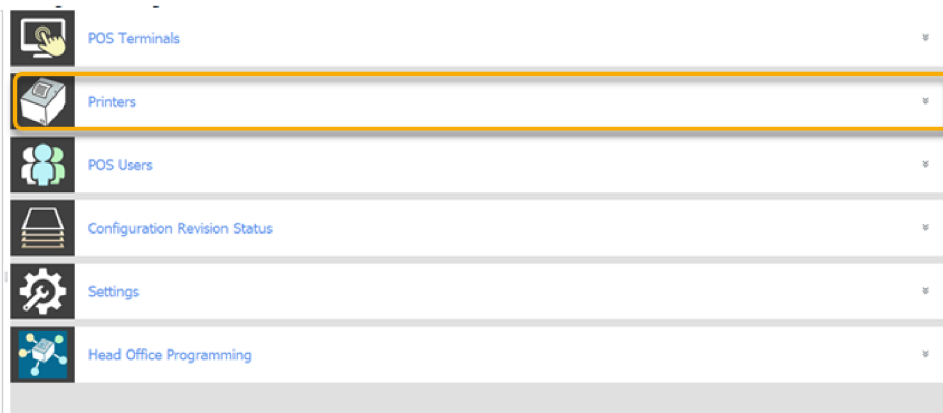 POS Terminals
Printers
POS Users
Configuration Revision Status
Settings
Head Office Programming